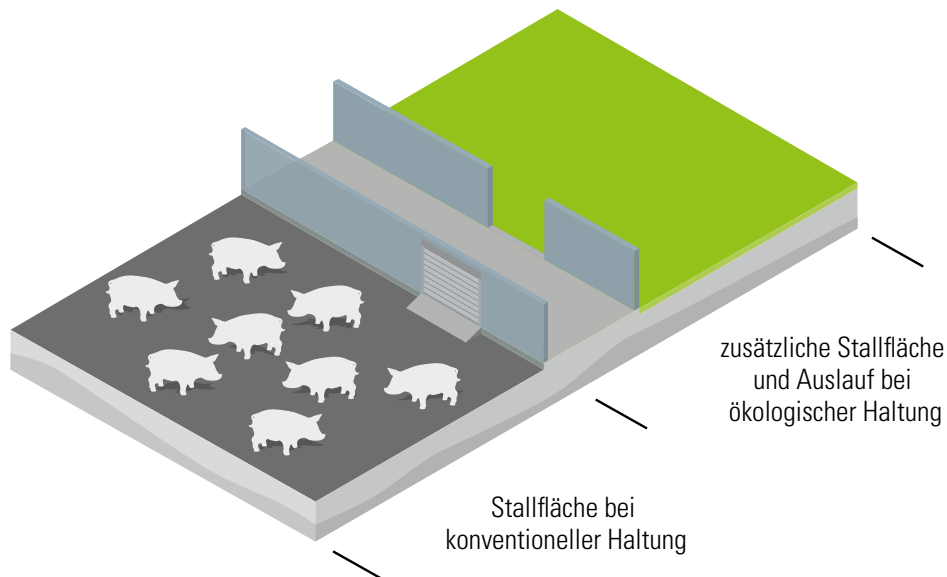 zusätzliche Stallfläche
und Auslauf bei
ökologischer Haltung
Stallfläche bei
konventioneller Haltung